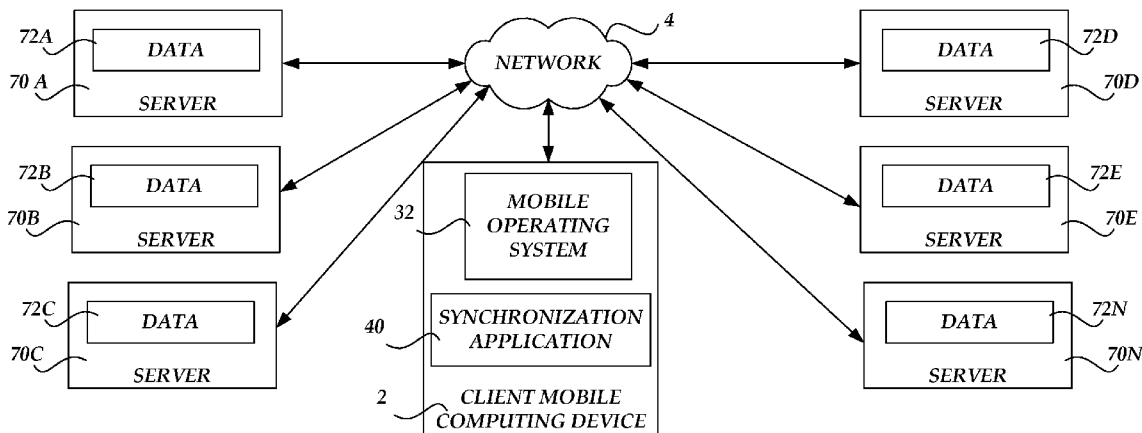 4
72A
DATA
70 A
SERVER
NETWORK
72D
DATA
70D
SERVER
72B
DATA
70B
SERVER
32
MOBILE
OPERATING
SYSTEM
72E
DATA
70E
SERVER
72C
DATA
70C
SERVER
40
SYNCHRONIZATION
APPLICATION
2
CLIENT MOBILE
COMPUTING DEVICE
72N
DATA
70N
SERVER